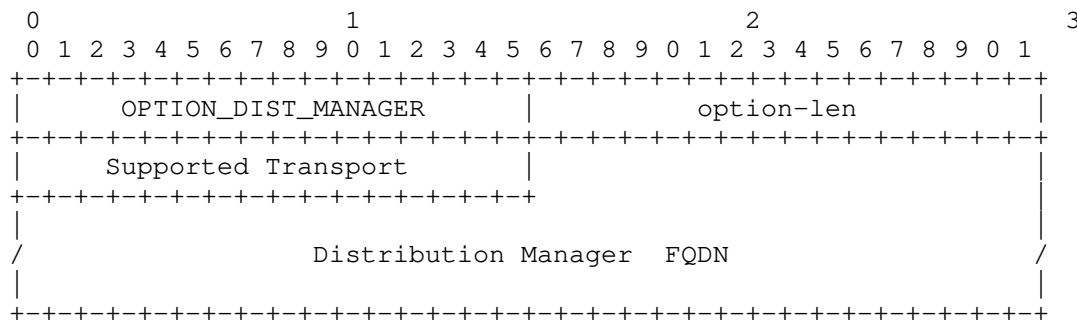 0                   1                       2                   3
 0 1 2 3 4 5 6 7 8 9 0 1 2 3 4 5 6 7 8 9 0 1 2 3 4 5 6 7 8 9 0 1
+-+-+-+-+-+-+-+-+-+-+-+-+-+-+-+-+-+-+-+-+-+-+-+-+-+-+-+-+-+-+-+-+
|      OPTION_DIST_MANAGER      |          option-len           |
+-+-+-+-+-+-+-+-+-+-+-+-+-+-+-+-+-+-+-+-+-+-+-+-+-+-+-+-+-+-+-+-+
|     Supported Transport       |                               |
+-+-+-+-+-+-+-+-+-+-+-+-+-+-+-+-+                               |
|                                                               |
/                  Distribution Manager  FQDN                   /
|                                                               |
+-+-+-+-+-+-+-+-+-+-+-+-+-+-+-+-+-+-+-+-+-+-+-+-+-+-+-+-+-+-+-+-+